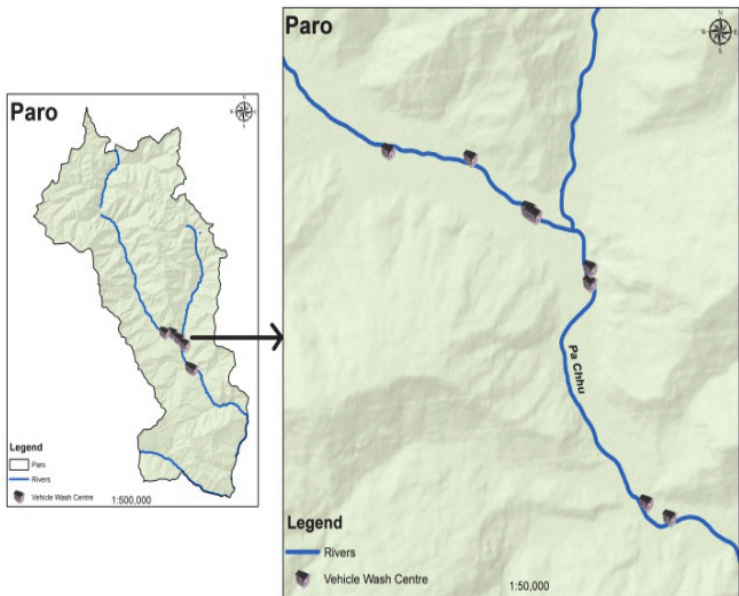 Paro
Legend
Paro
Rivers
Vehicle Wash Centre
1:500,000
Paro
Pa Chhu
Legend
Rivers
Vehicle Wash Centre
1:50,000